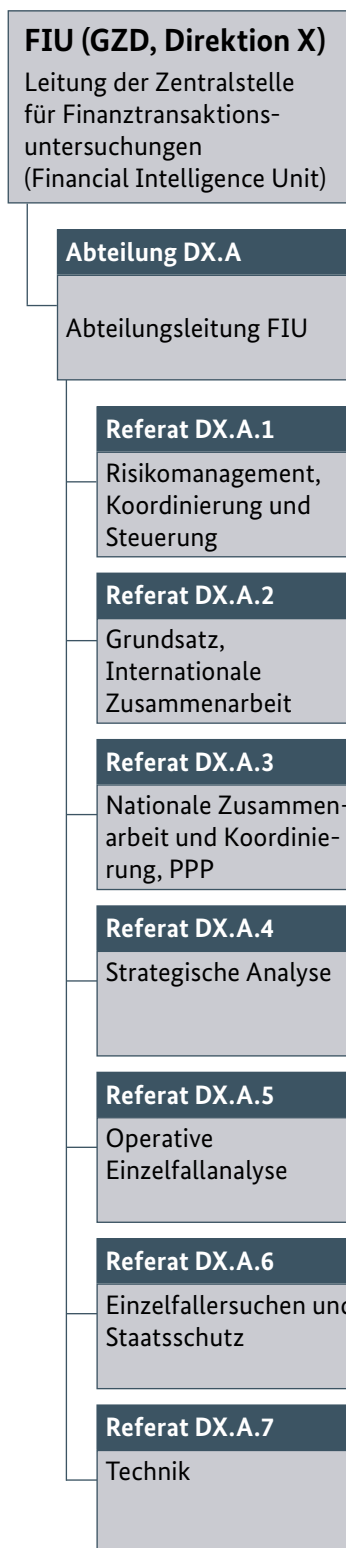 FIU (GZD, Direktion X)
Leitung der Zentralstelle
für Finanztransaktions-
untersuchungen
(Financial Intelligence Unit)
Abteilung DX.A
Abteilungsleitung FIU
Referat DX.A.1
Risikomanagement,
Koordinierung und
Steuerung
Referat DX.A.2
Grundsatz,
Internationale
Zusammenarbeit
Referat DX.A.3
Nationale Zusammen-
arbeit und Koordinie-
rung, PPP
Referat DX.A.4
Strategische Analyse
Referat DX.A.5
Operative
Einzelfallanalyse
Referat DX.A.6
Einzelfallersuchen und
Staatsschutz
Referat DX.A.7
Technik